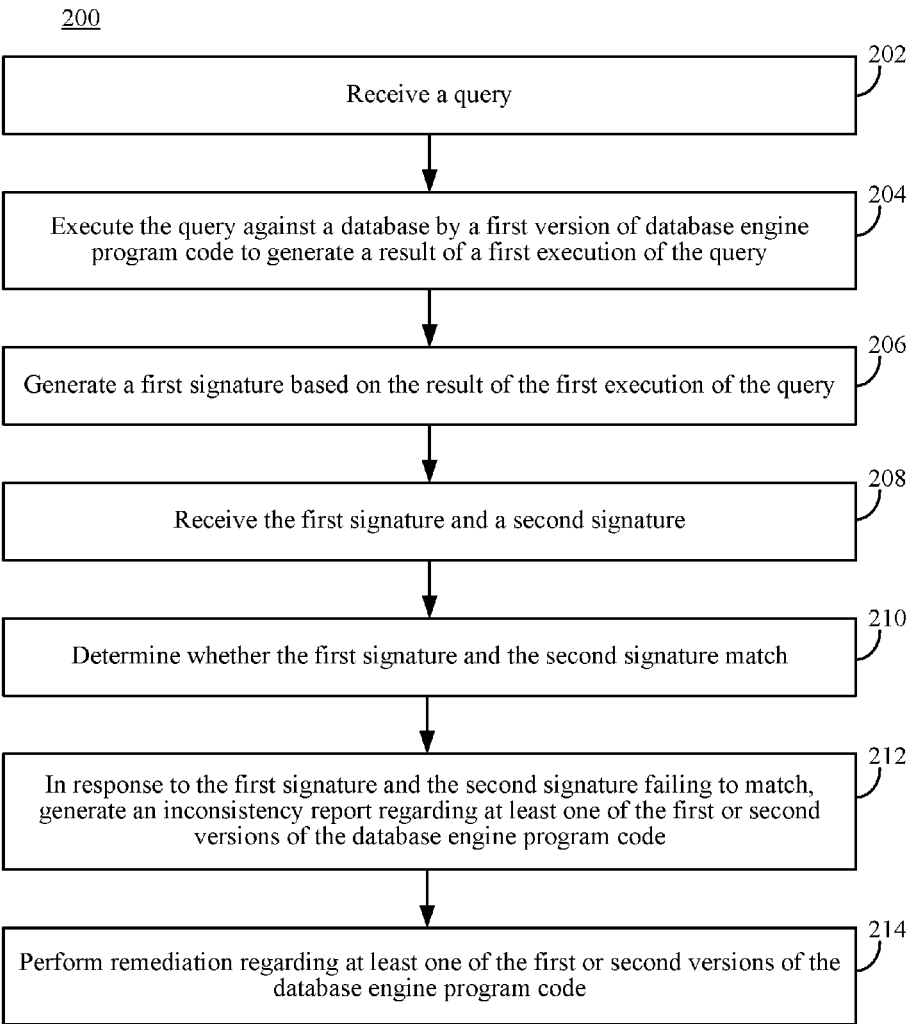 200
202
Receive a query
204
Execute the query against a database by a first version of database engine
program code to generate a result of a first execution of the query
206
Generate a first signature based on the result of the first execution of the query
208
Receive the first signature and a second signature
210
Determine whether the first signature and the second signature match
212
In response to the first signature and the second signature failing to match,
generate an inconsistency report regarding at least one of the first or second
versions of the database engine program code
214
Perform remediation regarding at least one of the first or second versions of the
database engine program code